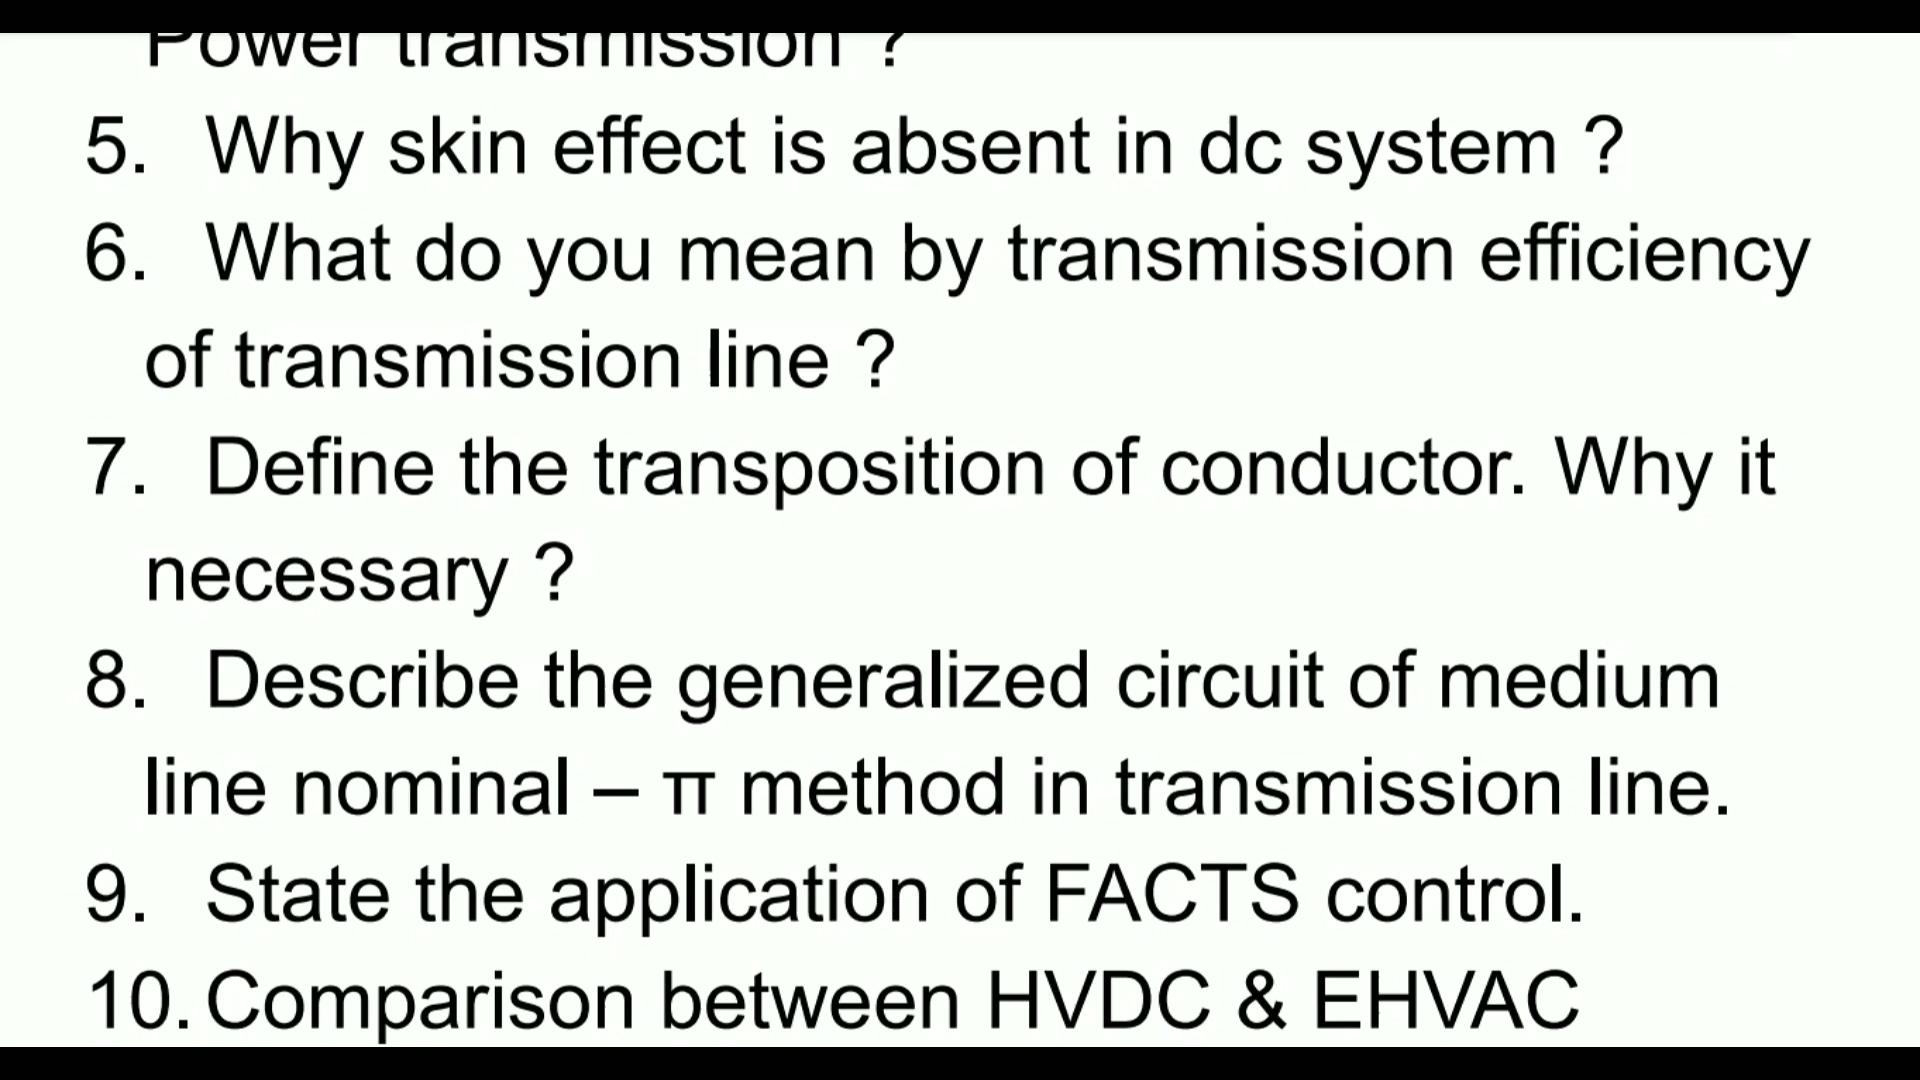 Power transmission ?
5. Why skin effect is absent in dc system ?
6. What do you mean by transmission efficiency
of transmission line ?
7. Define the transposition of conductor. Why it
necessary ?
8. Describe the generalized circuit of medium
line nominal – π method in transmission line.
9. State the application of FACTS control.
10. Comparison between HVDC & EHVAC